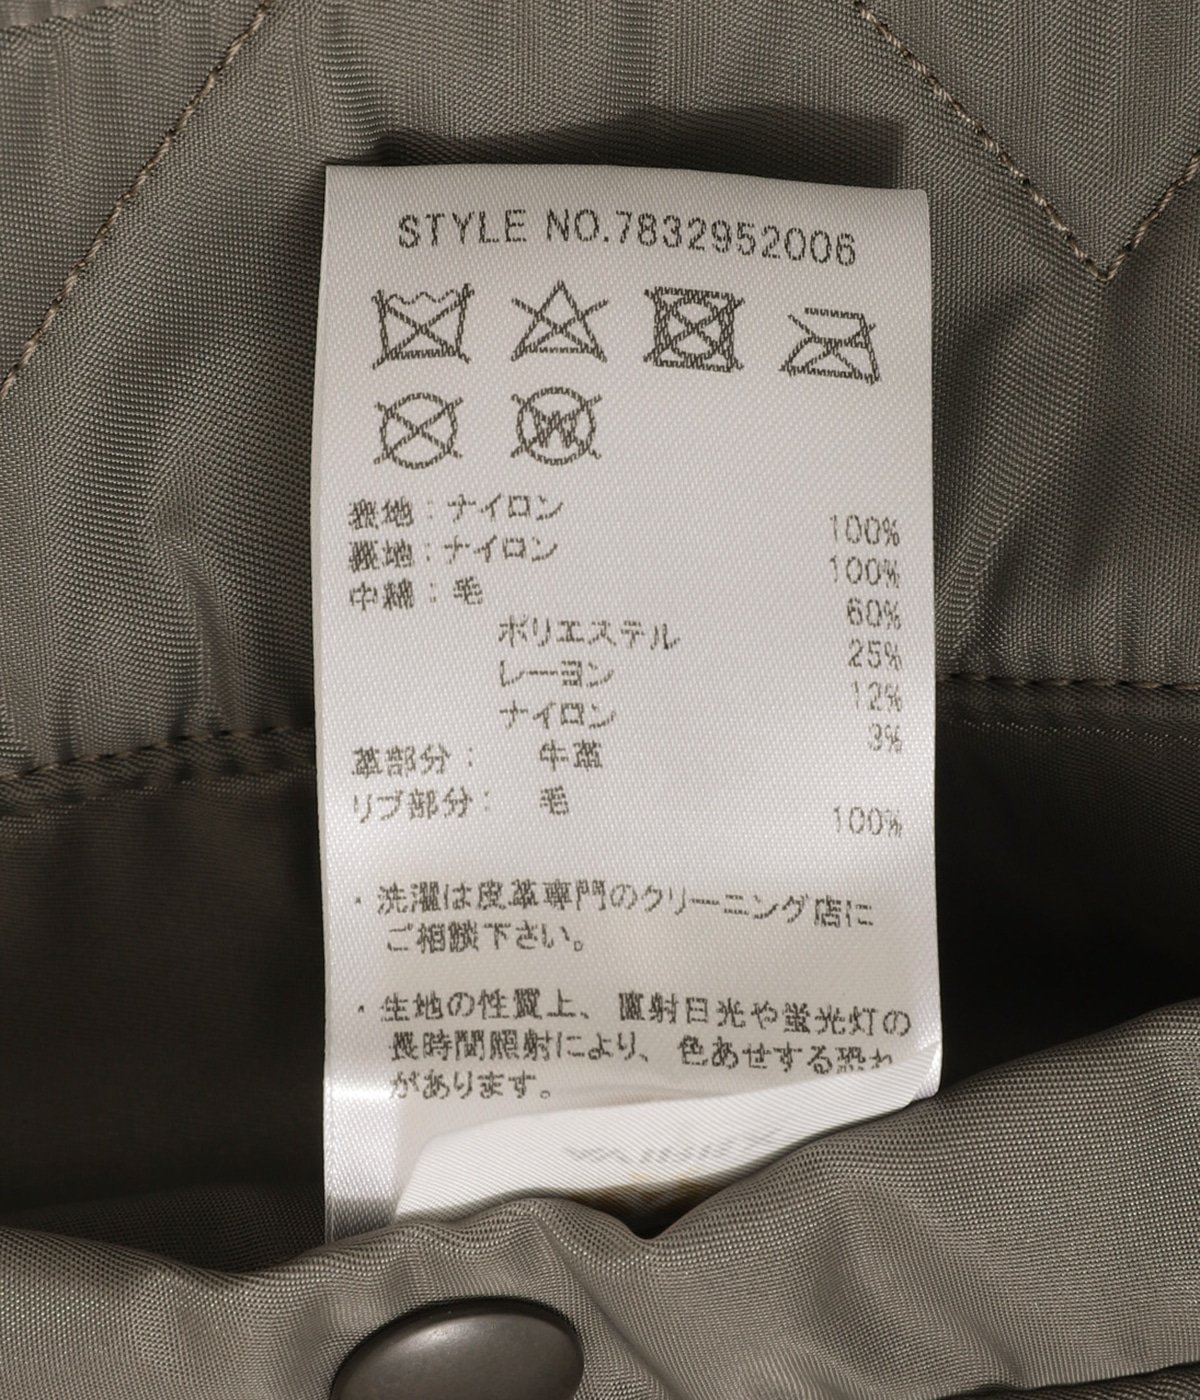 STYLE NO.7832952006
W
表地：ナイロン 100%
裏地：ナイロン 100%
中綿：毛 60%
ポリエステル 25%
レーヨン 12%
ナイロン 3%
革部分： 牛革
リブ部分： 毛 100%
・洗濯は皮革専門のクリーニング店に
ご相談下さい。
・生地の性質上、直射日光や蛍光灯の
長時間照射により、色あせする恐れ
があります。